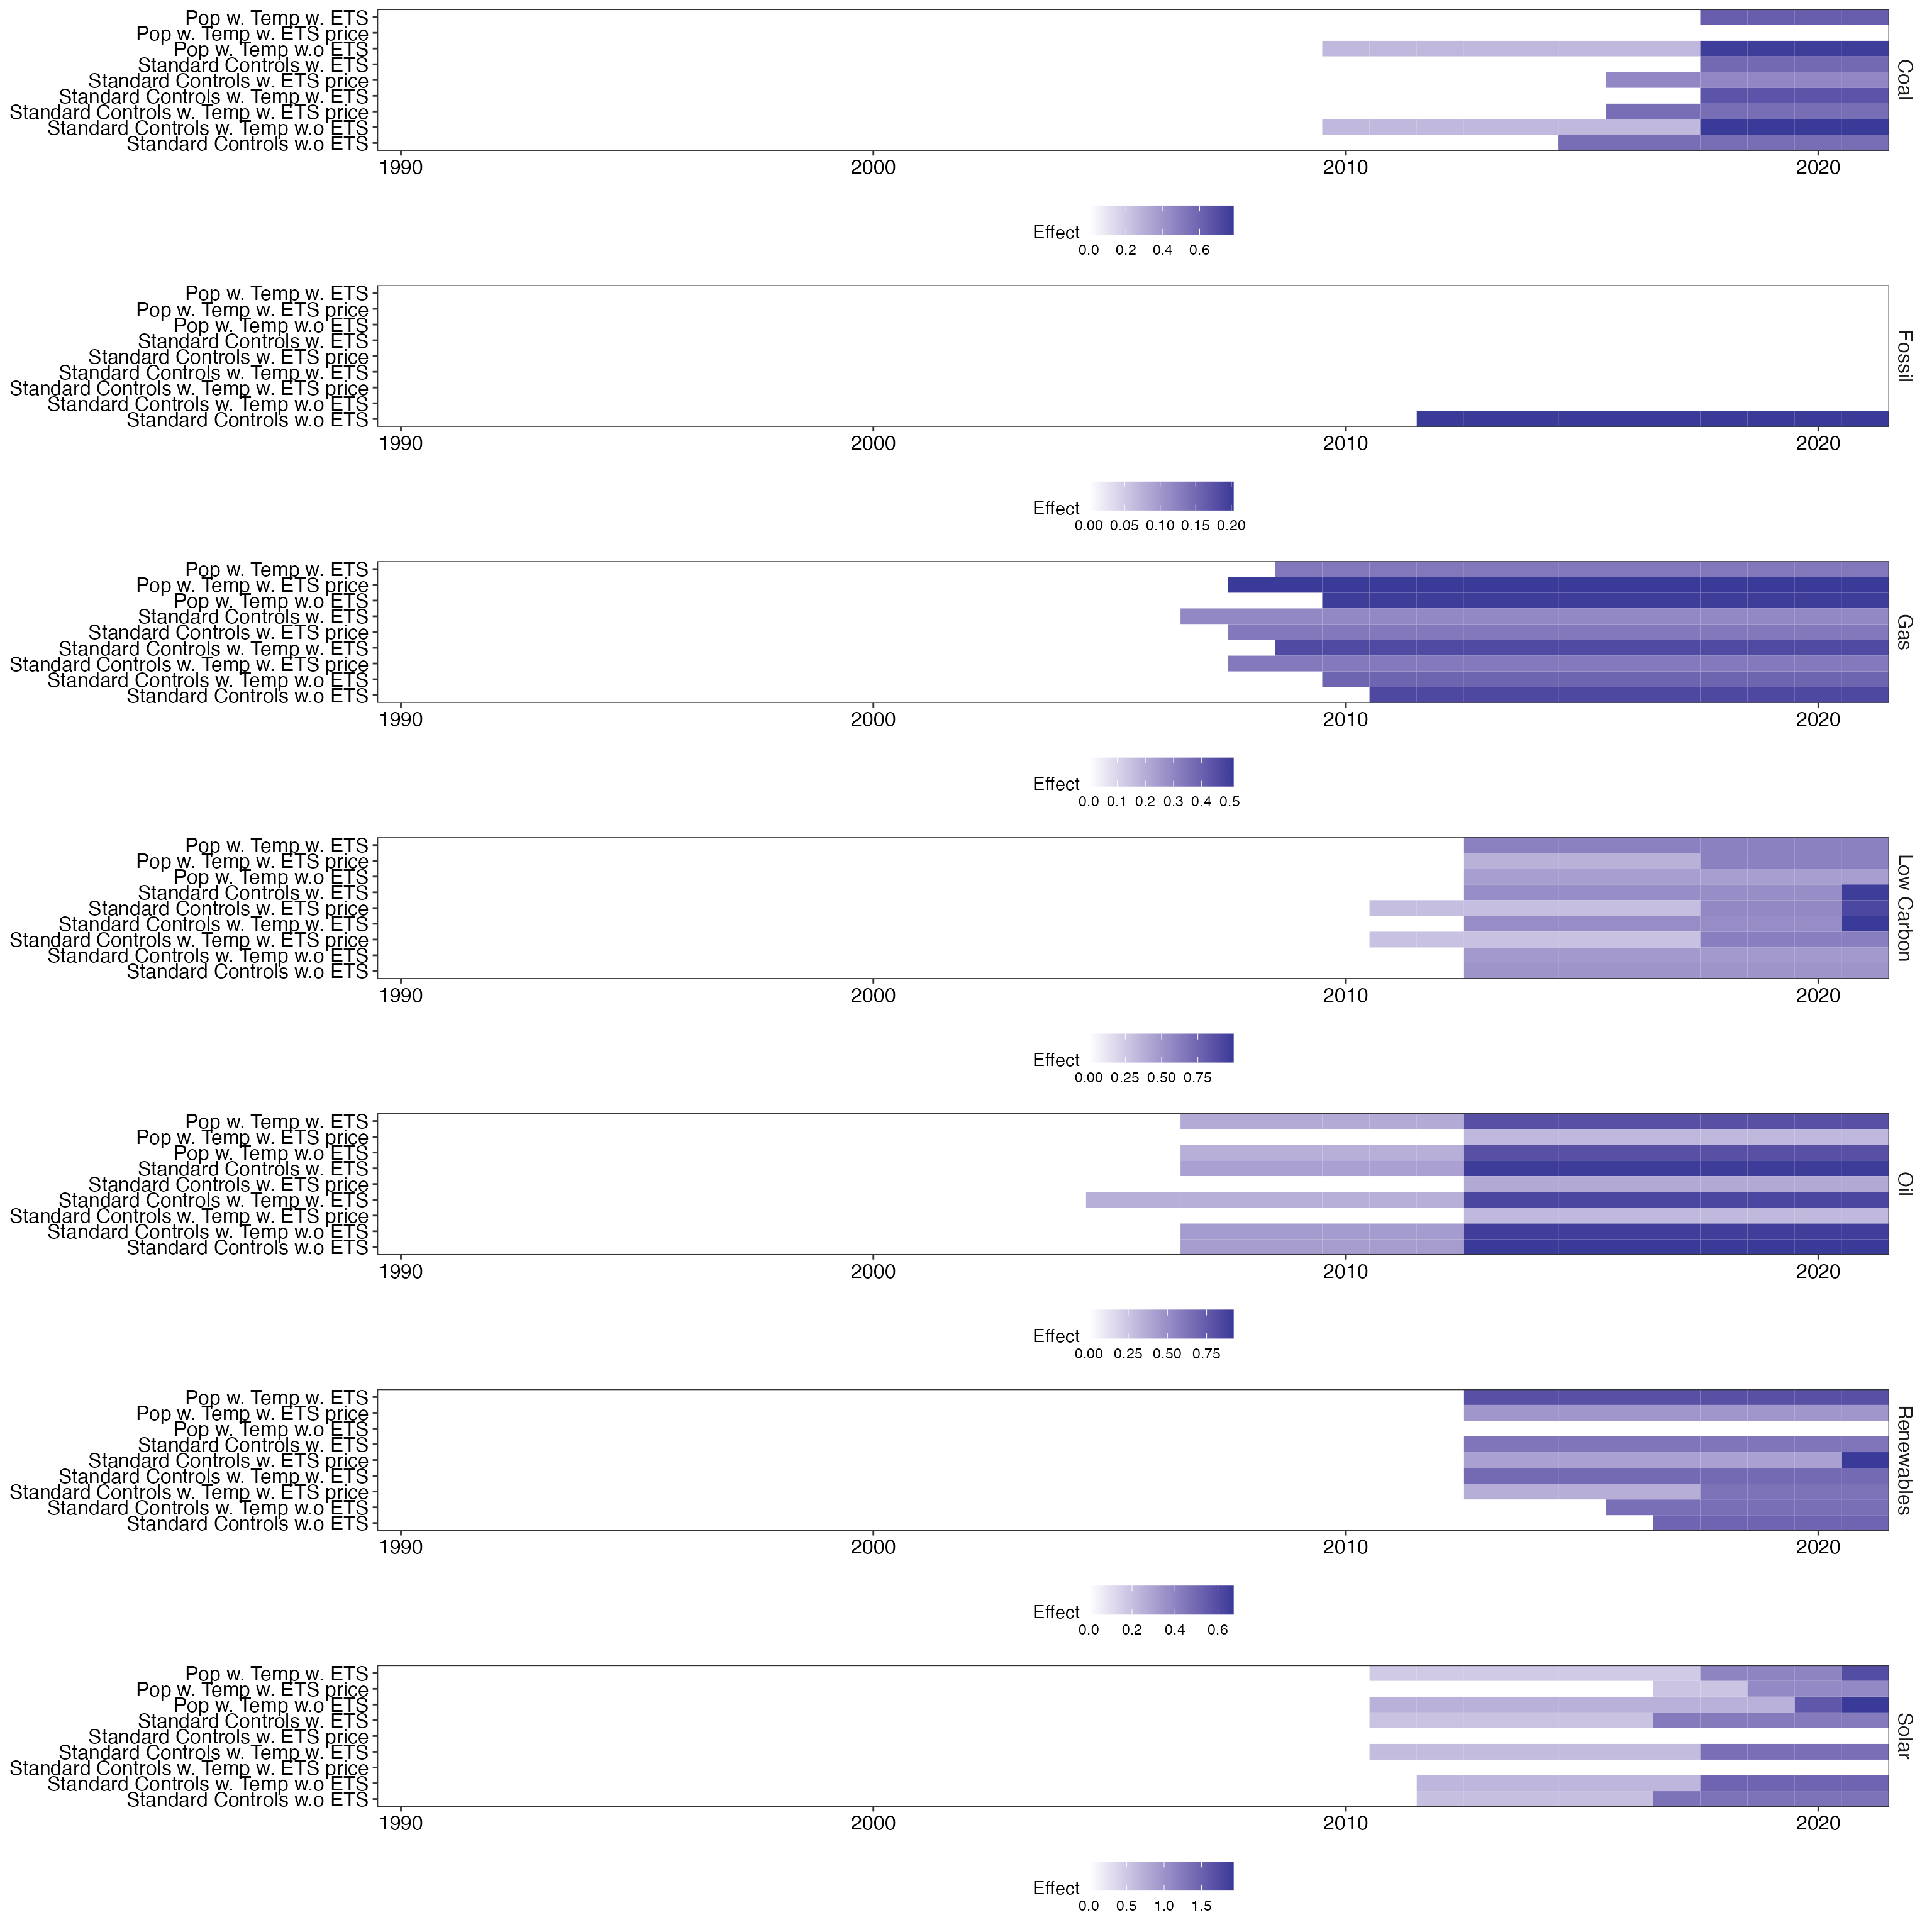 Pop w. Temp w. ETS
Pop w. Temp w. ETS price
Pop w. Temp w.o ETS
Standard Controls w. ETS
Standard Controls w. ETS price
Standard Controls w. Temp w. ETS
Standard Controls w. Temp w. ETS price
Standard Controls w. Temp w.o ETS
Standard Controls w.o ETS
Coal
1990 2000 2010 2020
Effect
0.0 0.2 0.4 0.6
Pop w. Temp w. ETS
Pop w. Temp w. ETS price
Pop w. Temp w.o ETS
Standard Controls w. ETS
Standard Controls w. ETS price
Standard Controls w. Temp w. ETS
Standard Controls w. Temp w. ETS price
Standard Controls w. Temp w.o ETS
Standard Controls w.o ETS
Fossil
1990 2000 2010 2020
Effect
0.00 0.05 0.10 0.15 0.20
Pop w. Temp w. ETS
Pop w. Temp w. ETS price
Pop w. Temp w.o ETS
Standard Controls w. ETS
Standard Controls w. ETS price
Standard Controls w. Temp w. ETS
Standard Controls w. Temp w. ETS price
Standard Controls w. Temp w.o ETS
Standard Controls w.o ETS
Gas
1990 2000 2010 2020
Effect
0.0 0.1 0.2 0.3 0.4 0.5
Pop w. Temp w. ETS
Pop w. Temp w. ETS price
Pop w. Temp w.o ETS
Standard Controls w. ETS
Standard Controls w. ETS price
Standard Controls w. Temp w. ETS
Standard Controls w. Temp w. ETS price
Standard Controls w. Temp w.o ETS
Standard Controls w.o ETS
Low Carbon
1990 2000 2010 2020
Effect
0.00 0.25 0.50 0.75
Pop w. Temp w. ETS
Pop w. Temp w. ETS price
Pop w. Temp w.o ETS
Standard Controls w. ETS
Standard Controls w. ETS price
Standard Controls w. Temp w. ETS
Standard Controls w. Temp w. ETS price
Standard Controls w. Temp w.o ETS
Standard Controls w.o ETS
Oil
1990 2000 2010 2020
Effect
0.00 0.25 0.50 0.75
Pop w. Temp w. ETS
Pop w. Temp w. ETS price
Pop w. Temp w.o ETS
Standard Controls w. ETS
Standard Controls w. ETS price
Standard Controls w. Temp w. ETS
Standard Controls w. Temp w. ETS price
Standard Controls w. Temp w.o ETS
Standard Controls w.o ETS
Renewables
1990 2000 2010 2020
Effect
0.0 0.2 0.4 0.6
Pop w. Temp w. ETS
Pop w. Temp w. ETS price
Pop w. Temp w.o ETS
Standard Controls w. ETS
Standard Controls w. ETS price
Standard Controls w. Temp w. ETS
Standard Controls w. Temp w. ETS price
Standard Controls w. Temp w.o ETS
Standard Controls w.o ETS
Solar
1990 2000 2010 2020
Effect
0.0 0.5 1.0 1.5